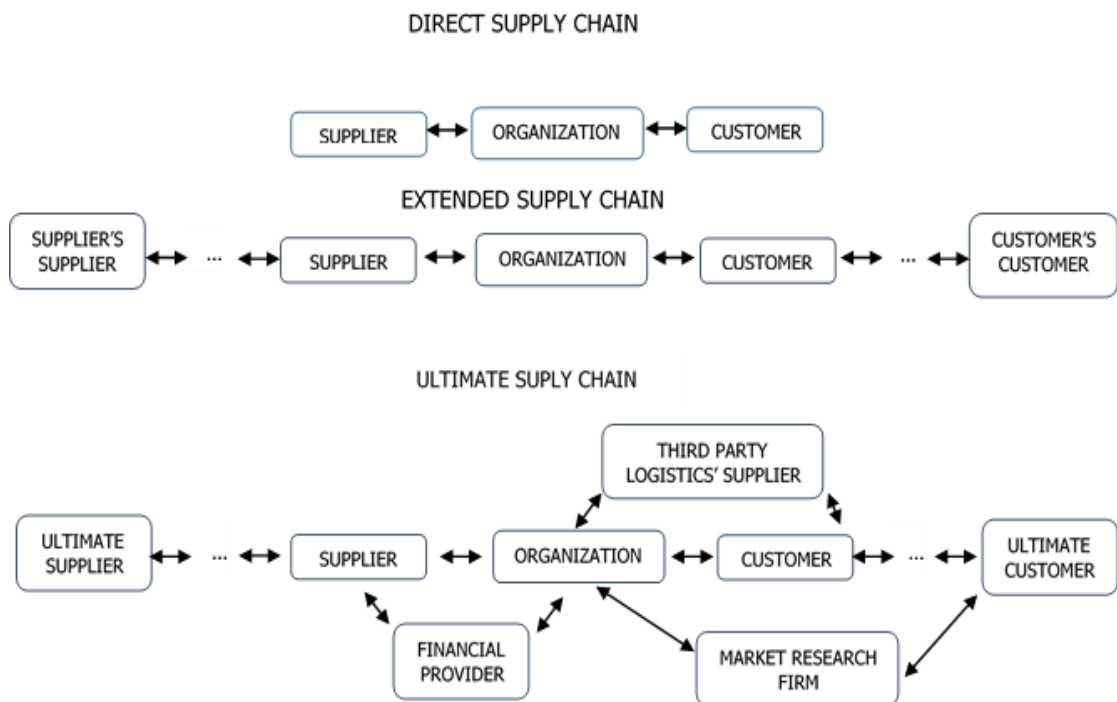 DIRECT SUPPLY CHAIN
SUPPLIER
ORGANIZATION
CUSTOMER
EXTENDED SUPPLY CHAIN
SUPPLIER'S
SUPPLIER
...
SUPPLIER
ORGANIZATION
CUSTOMER
...
CUSTOMER'S
CUSTOMER
ULTIMATE SUPLY CHAIN
THIRD PARTY
LOGISTICS' SUPPLIER
ULTIMATE
SUPPLIER
...
SUPPLIER
ORGANIZATION
CUSTOMER
...
ULTIMATE
CUSTOMER
FINANCIAL
PROVIDER
MARKET RESEARCH
FIRM